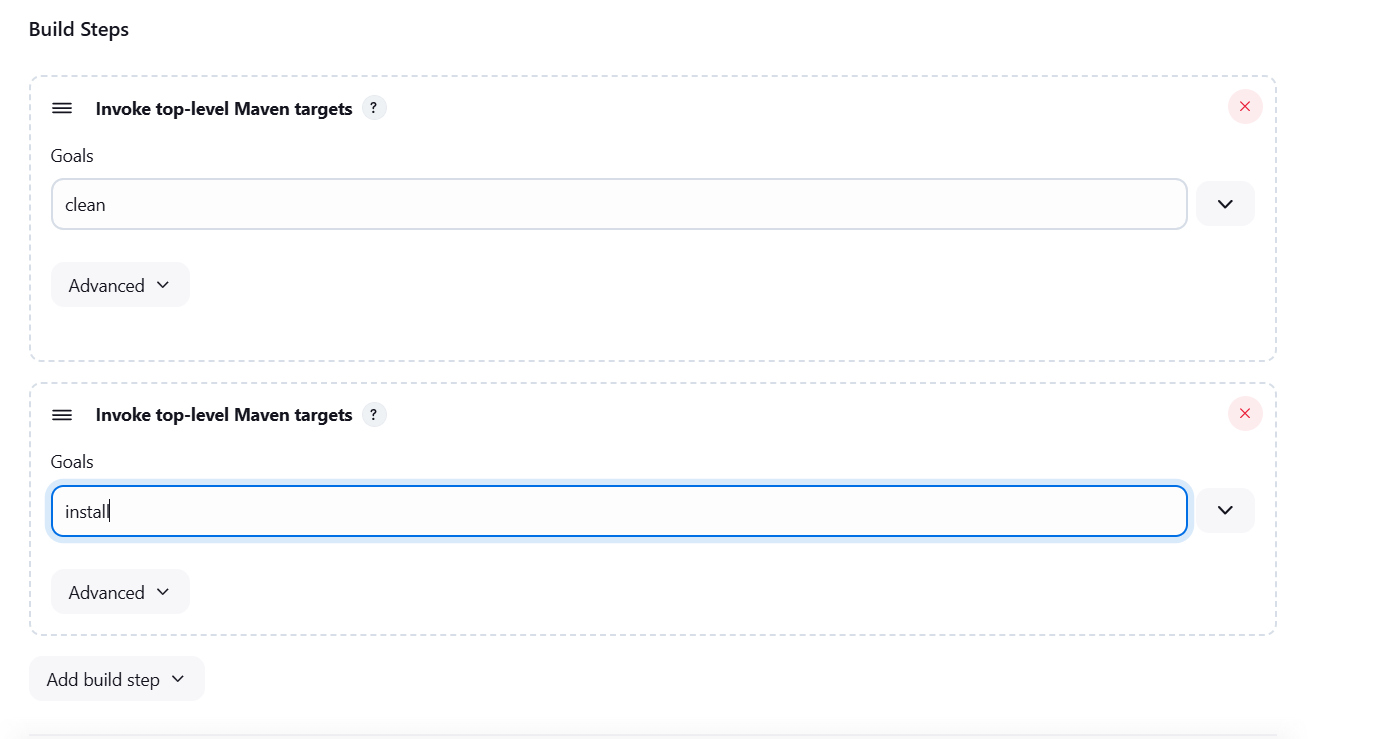 Build Steps
Invoke top-level Maven targets ?
Goals
clean
Advanced
Invoke top-level Maven targets ?
Goals
install
Advanced
Add build step